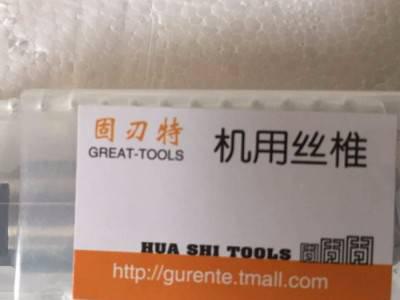 固刃特
GREAT-TOOLS
机用丝椎
HUA SHI TOOLS
http://gurente.tmall.com